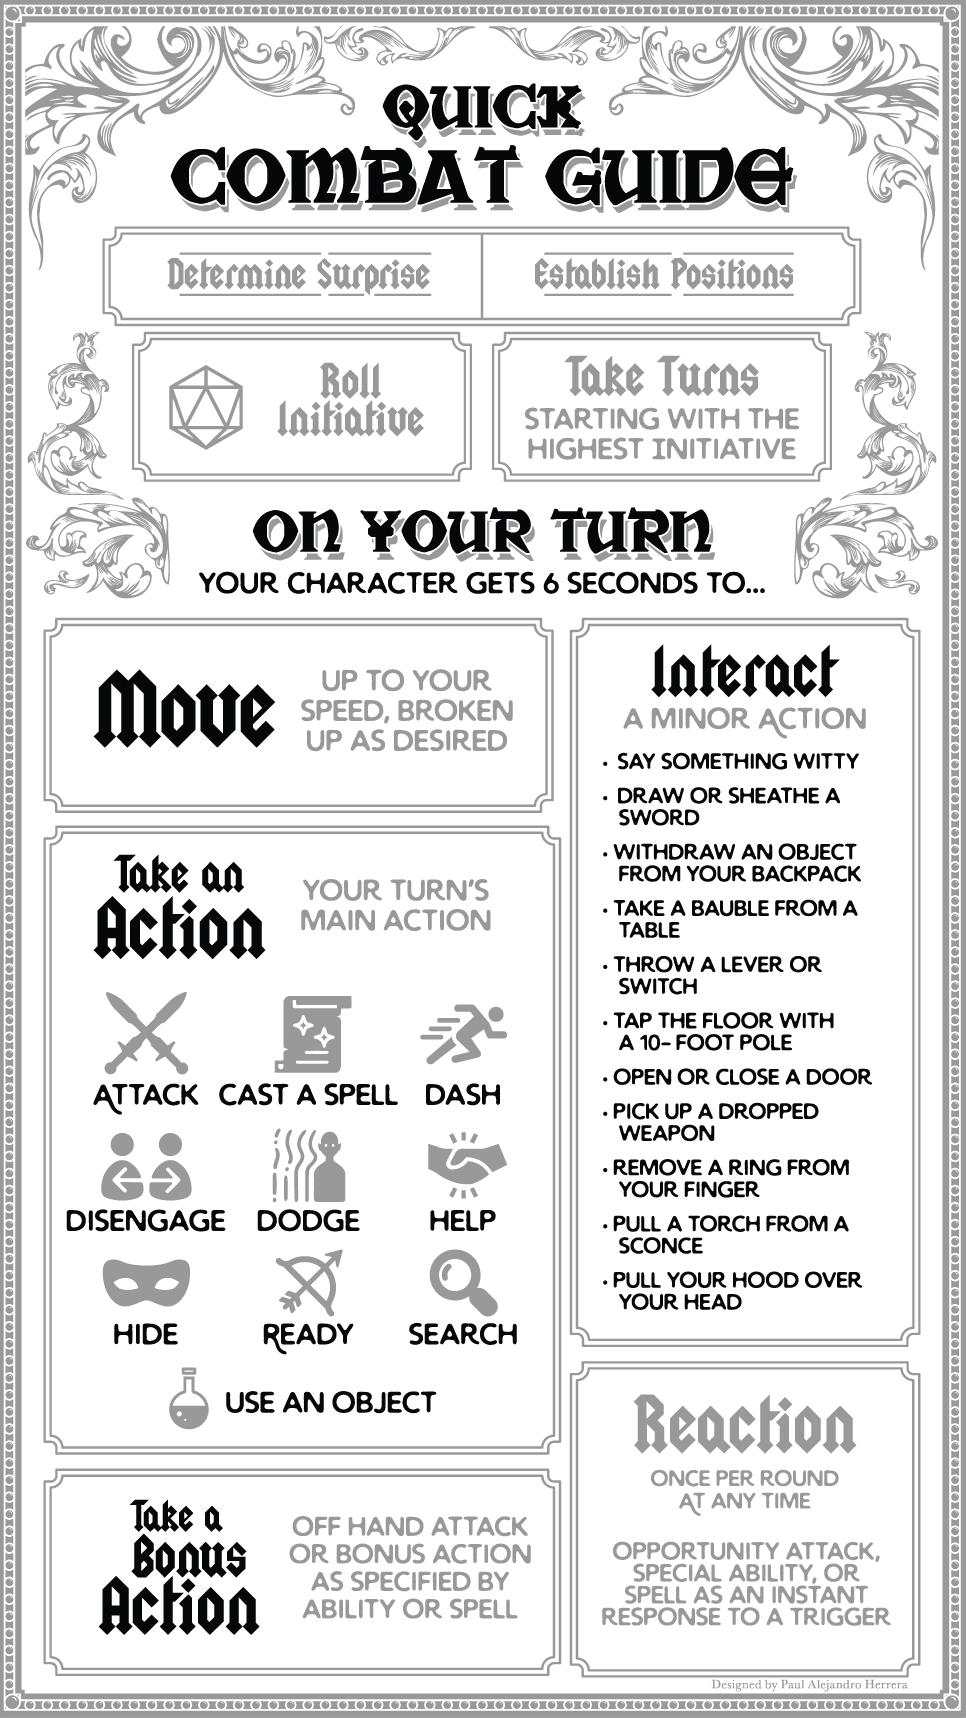 QUICK
COMBAT GUIDE
Determine Surprise
Establish Positions
Roll
Initiative
Take Turns
STARTING WITH THE
HIGHEST INITIATIVE
ON YOUR TURN
YOUR CHARACTER GETS 6 SECONDS TO...
Move
UP TO YOUR
SPEED, BROKEN
UP AS DESIRED
Take an
Action
YOUR TURN'S
MAIN ACTION
ATTACK
CAST A SPELL
DASH
DISENGAGE
DODGE
HELP
HIDE
READY
SEARCH
USE AN OBJECT
Take a
Bonus
Action
OFF HAND ATTACK
OR BONUS ACTION
AS SPECIFIED BY
ABILITY OR SPELL
Interact
A MINOR ACTION
• SAY SOMETHING WITTY
• DRAW OR SHEATHE A
SWORD
• WITHDRAW AN OBJECT
FROM YOUR BACKPACK
• TAKE A BAUBLE FROM A
TABLE
• THROW A LEVER OR
SWITCH
• TAP THE FLOOR WITH
A 10- FOOT POLE
• OPEN OR CLOSE A DOOR
• PICK UP A DROPPED
WEAPON
• REMOVE A RING FROM
YOUR FINGER
• PULL A TORCH FROM A
SCONCE
• PULL YOUR HOOD OVER
YOUR HEAD
Reaction
ONCE PER ROUND
AT ANY TIME
OPPORTUNITY ATTACK,
SPECIAL ABILITY, OR
SPELL AS AN INSTANT
RESPONSE TO A TRIGGER
Designed by Paul Alejandro Herrera